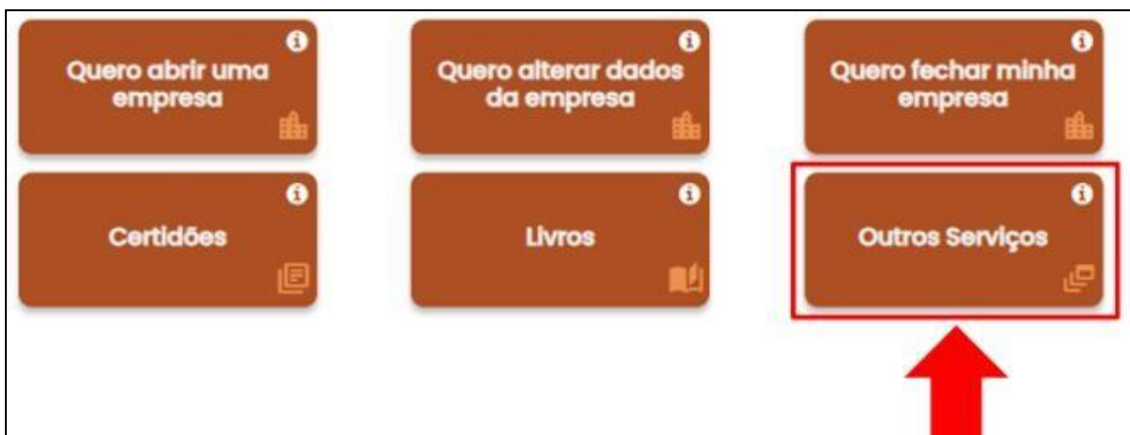 Quero abrir uma
empresa
Quero alterar dados
da empresa
Quero fechar minha
empresa
Certidões
Livros
Outros Serviços